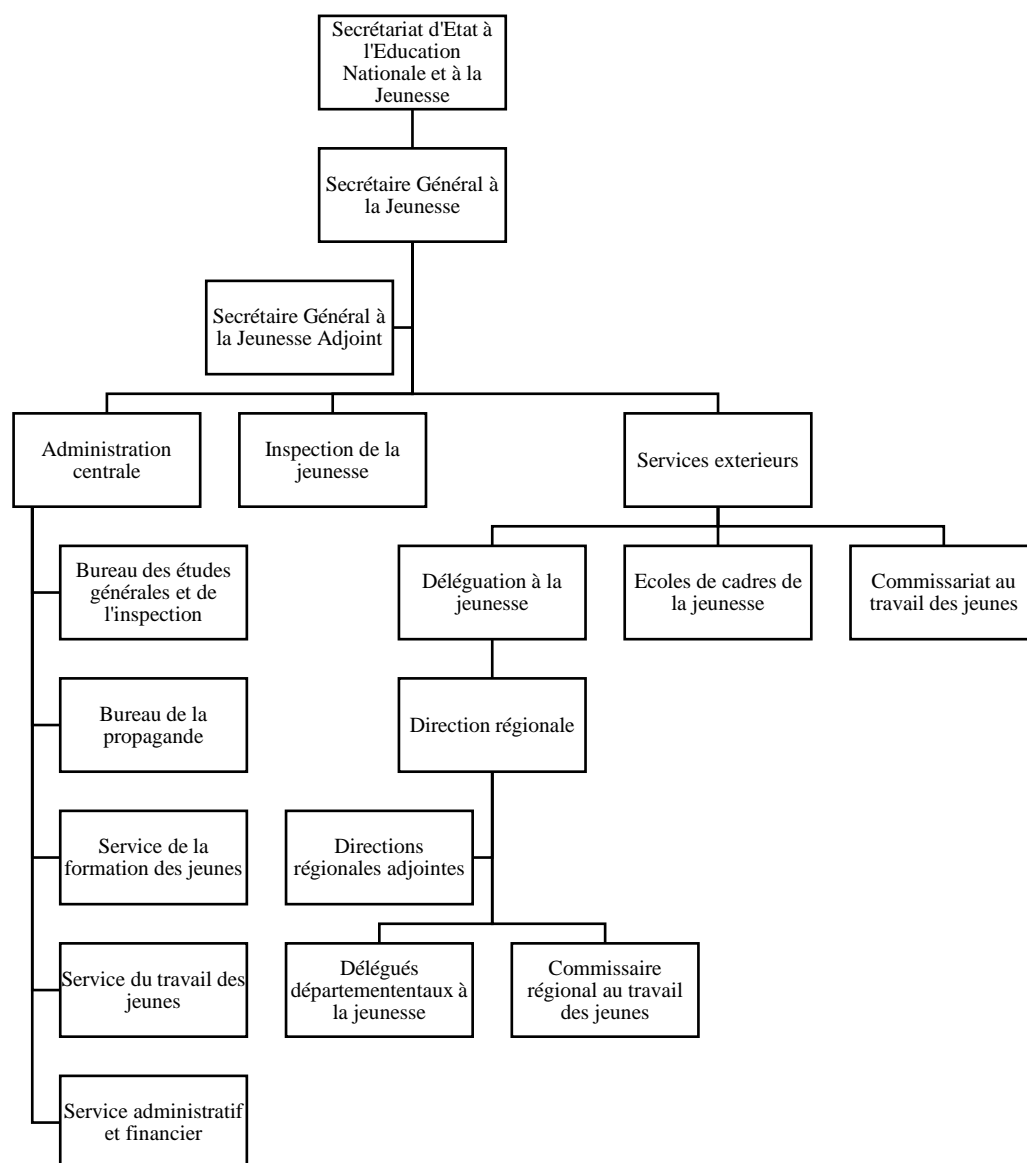 Secrétariat d'Etat à
l'Education
Nationale et à la
Jeunesse
Secrétaire Général à
la Jeunesse
Secrétaire Général à
la Jeunesse Adjoint
Administration
centrale
Inspection de la
jeunesse
Services exterieurs
Bureau des études
générales et de
l'inspection
Déléguation à la
jeunesse
Ecoles de cadres de
la jeunesse
Commissariat au
travail des jeunes
Bureau de la
propagande
Direction régionale
Service de la
formation des jeunes
Directions
régionales adjointes
Service du travail des
jeunes
Délégués
départemententaux à
la jeunesse
Commissaire
régional au travail
des jeunes
Service administratif
et financier